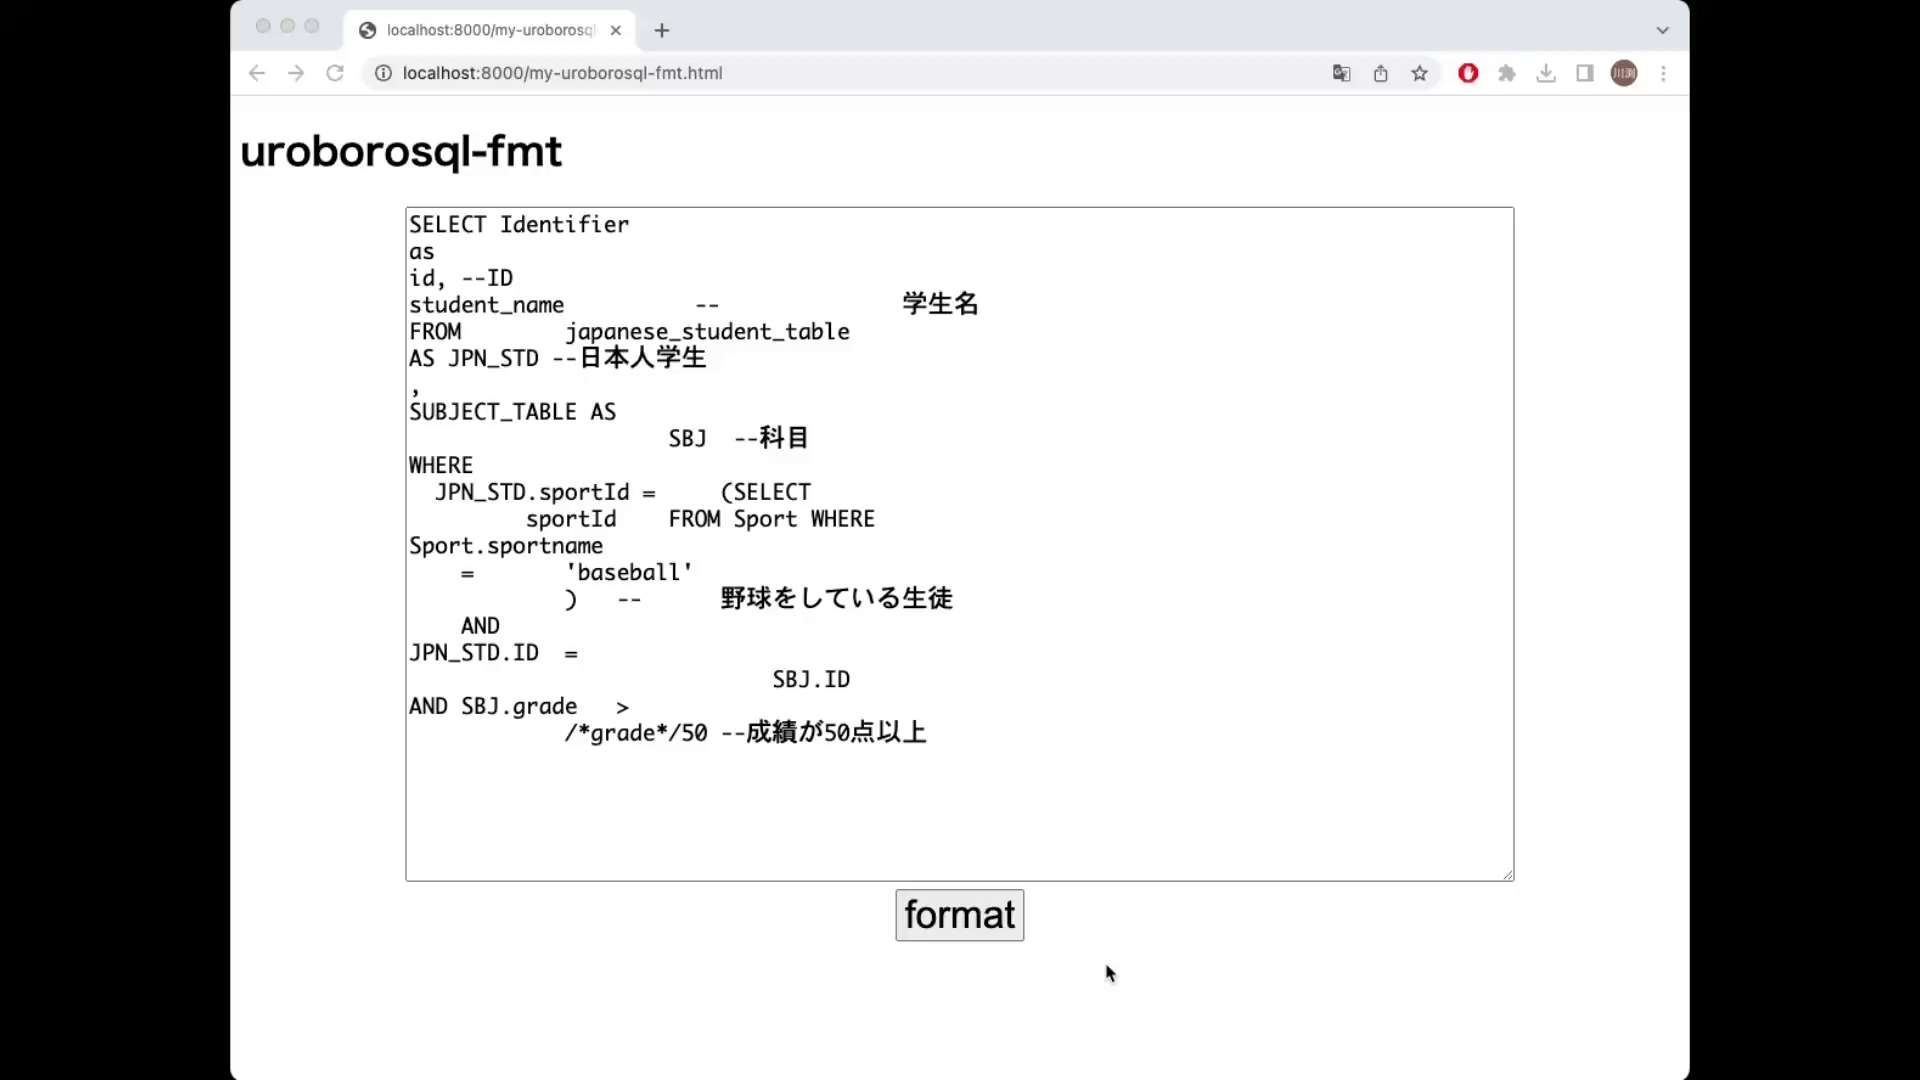 localhost:8000/my-uroborosql
localhost:8000/my-uroborosql-fmt.html
川渕
uroborosql-fmt
SELECT Identifier
as
id, --ID
student_name          --              学生名
FROM        japanese_student_table
AS JPN_STD --日本人学生
,
SUBJECT_TABLE AS
                    SBJ  --科目
WHERE
  JPN_STD.sportId =     (SELECT
         sportId    FROM Sport WHERE
Sport.sportname
    =       'baseball'
            )   --      野球をしている生徒
    AND
JPN_STD.ID  =
                            SBJ.ID
AND SBJ.grade   >
            /*grade*/50 --成績が50点以上
format